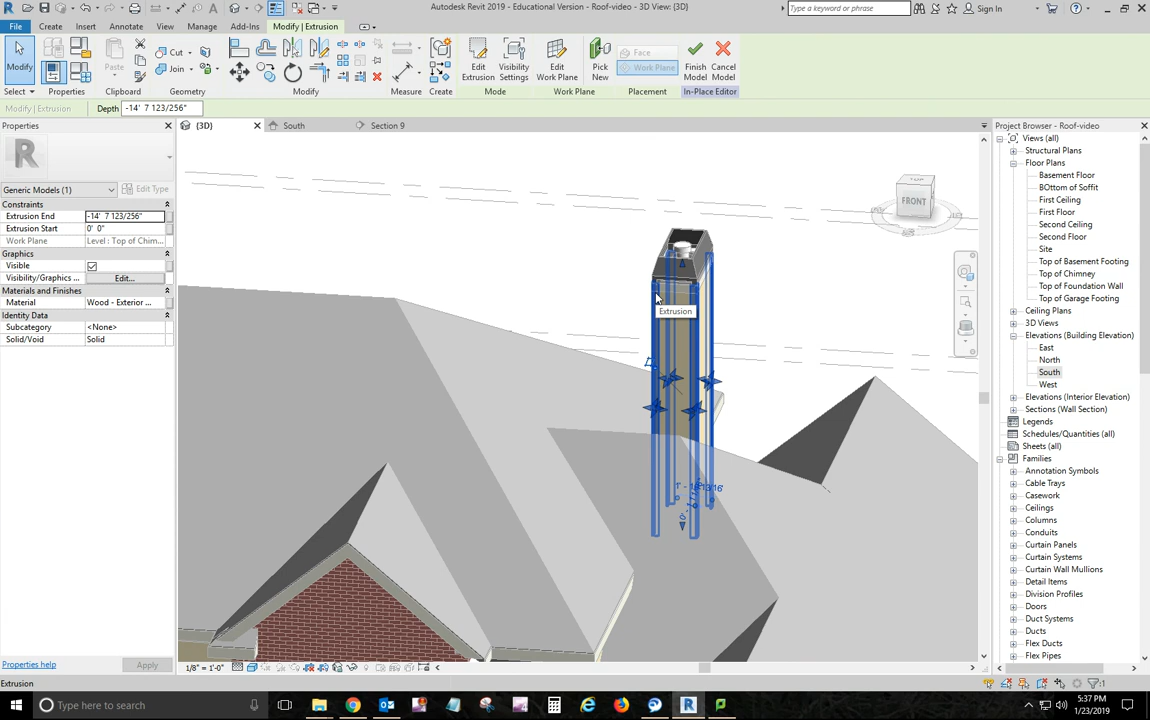 Autodesk Revit 2019 - Educational Version - Roof-video - 3D View: {3D}
Type a keyword or phrase
Sign In
File Create Insert Annotate View Manage Add-Ins Modify | Extrusion
Modify
Paste
Cut
Join
Edit Extrusion
Visibility Settings
Edit Work Plane
Pick New
Face
Work Plane
Finish Model
Cancel Model
Select Properties Clipboard Geometry Modify Measure Create Mode Work Plane Placement In-Place Editor
Modify | Extrusion Depth -14' 7 123/256"
Properties
{3D}
South
Section 9
Generic Models (1)
Edit Type
Constraints
Extrusion End -14' 7 123/256"
Extrusion Start 0' 0"
Work Plane Level : Top of Chim...
Graphics
Visible
Visibility/Graphics ... Edit...
Materials and Finishes
Material Wood - Exterior ...
Identity Data
Subcategory <None>
Solid/Void Solid
Properties help
Apply
FRONT
Extrusion
Project Browser - Roof-video
Views (all)
Structural Plans
Floor Plans
Basement Floor
BOttom of Soffit
First Ceiling
First Floor
Second Ceiling
Second Floor
Site
Top of Basement Footing
Top of Chimney
Top of Foundation Wall
Top of Garage Footing
Ceiling Plans
3D Views
Elevations (Building Elevation)
East
North
South
West
Elevations (Interior Elevation)
Sections (Wall Section)
Legends
Schedules/Quantities (all)
Sheets (all)
Families
Annotation Symbols
Cable Trays
Casework
Ceilings
Columns
Conduits
Curtain Panels
Curtain Systems
Curtain Wall Mullions
Detail Items
Division Profiles
Doors
Duct Systems
Ducts
Flex Ducts
Flex Pipes
1/8" = 1'-0"
Extrusion
:1
Type here to search
5:37 PM
1/23/2019